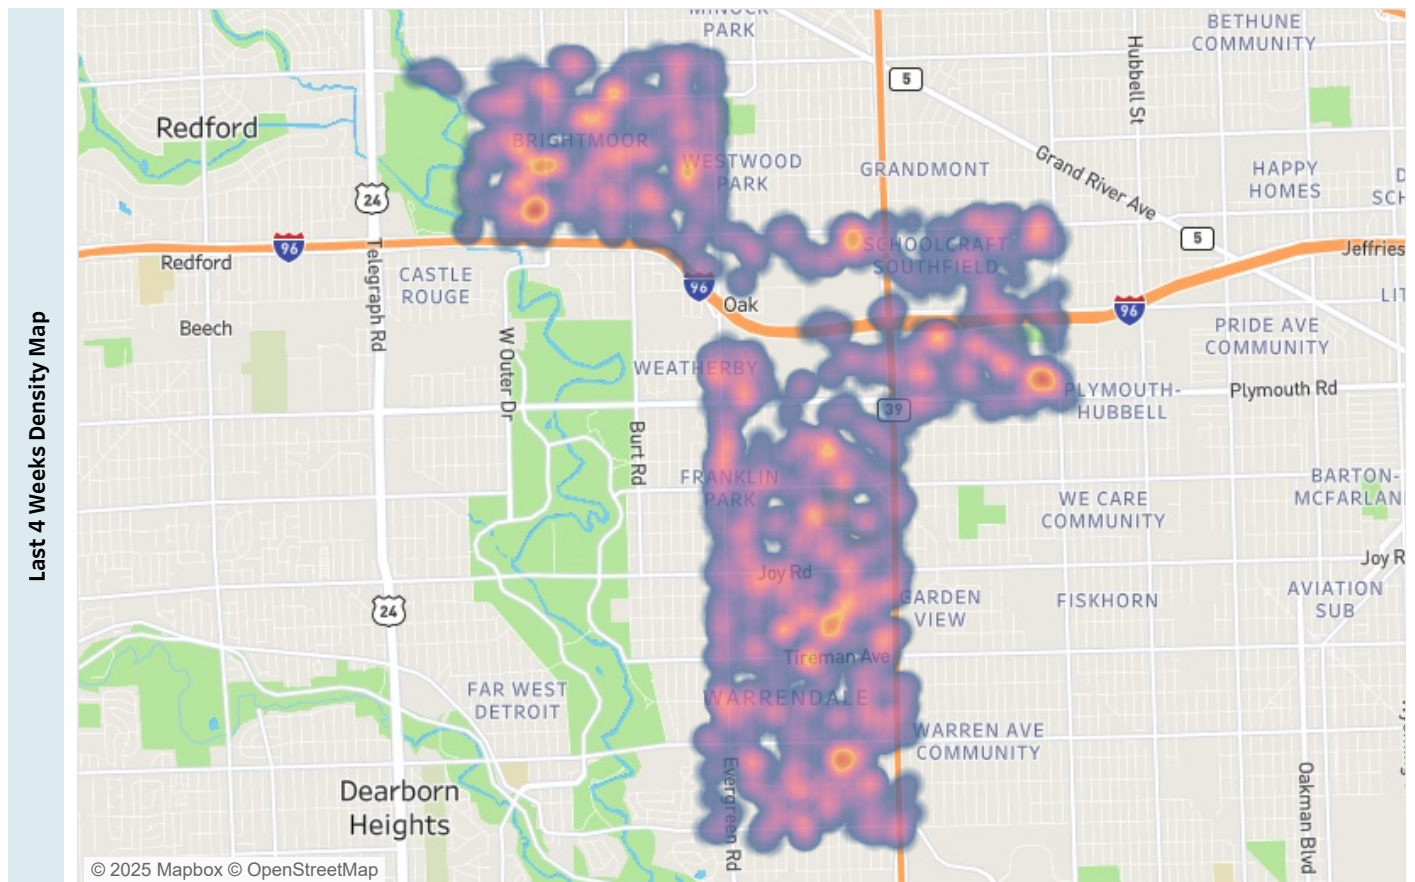 Last 4 Weeks Density Map
MINOCK
PARK
BETHUNE
COMMUNITY
5
Hubbell St
Redford
BRIGHTMOOR
WESTWOOD
PARK
GRANDMONT
Grand River Ave
HAPPY
HOMES
24
96
Redford
Telegraph Rd
CASTLE
ROUGE
SCHOOLCRAFT
SOUTHFIELD
5
Jeffries
96
Oak
96
Beech
W Outer Dr
WEATHERBY
PRIDE AVE
COMMUNITY
Plymouth Rd
PLYMOUTH-
HUBBELL
39
Burt Rd
FRANKLIN
PARK
WE CARE
COMMUNITY
BARTON-
MCFARLAN
Joy Rd
Joy R
24
GARDEN
VIEW
FISKHORN
AVIATION
SUB
Tireman Ave
FAR WEST
DETROIT
WARRENDALE
WARREN AVE
COMMUNITY
Dearborn
Heights
Evergreen Rd
Oakman Blvd
© 2025 Mapbox © OpenStreetMap